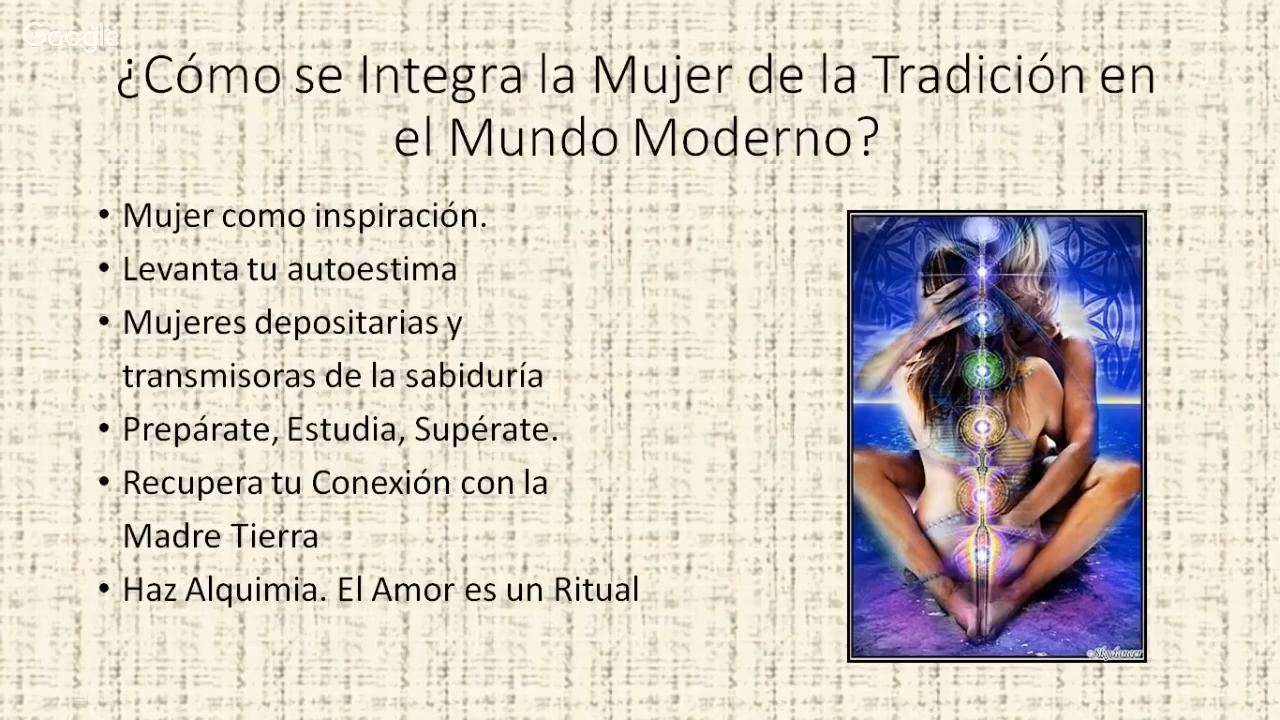 Google
¿Cómo se Integra la Mujer de la Tradición en
el Mundo Moderno?
• Mujer como inspiración.
• Levanta tu autoestima
• Mujeres depositarias y
transmisoras de la sabiduría
• Prepárate, Estudia, Supérate.
• Recupera tu Conexión con la
Madre Tierra
• Haz Alquimia. El Amor es un Ritual